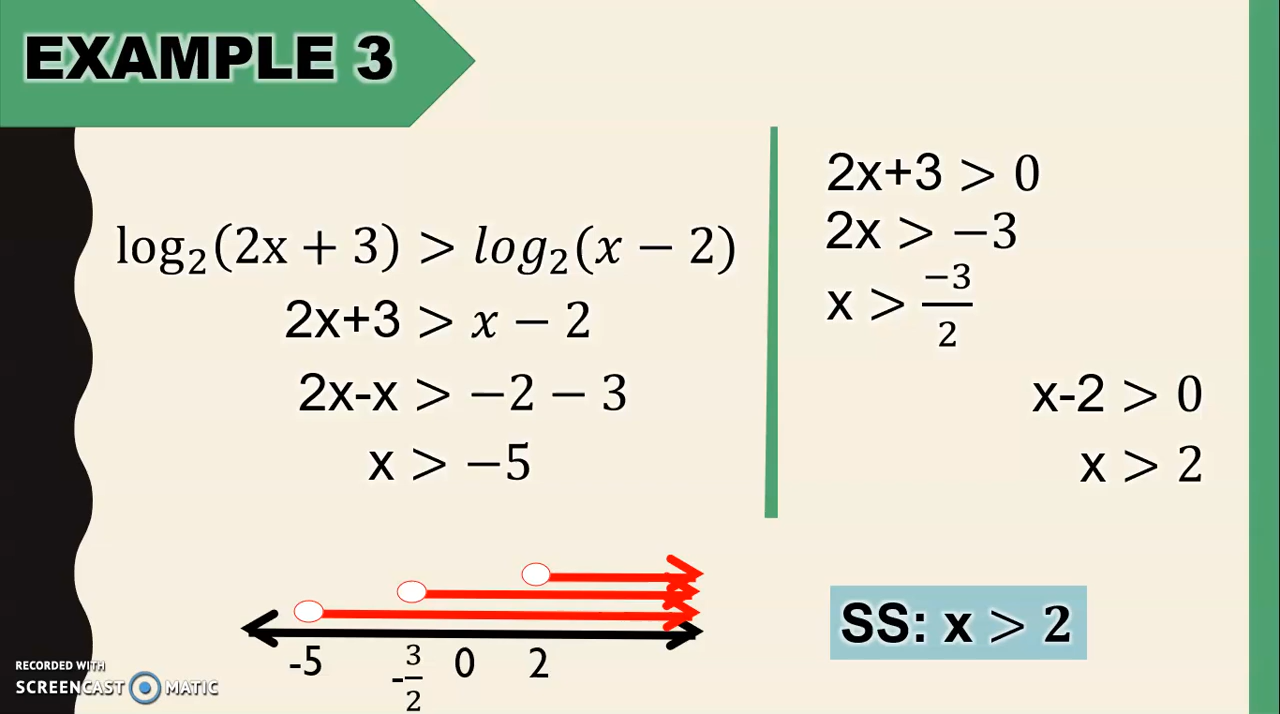 EXAMPLE 3
log₂(2x + 3) > log₂(x − 2)
2x+3 > x − 2
2x-x > −2 − 3
x > −5
2x+3 > 0
2x > −3
x > −3/2
x-2 > 0
x > 2
-5 -3/2 0 2
SS: x > 2
RECORDED WITH
SCREENCAST MATIC